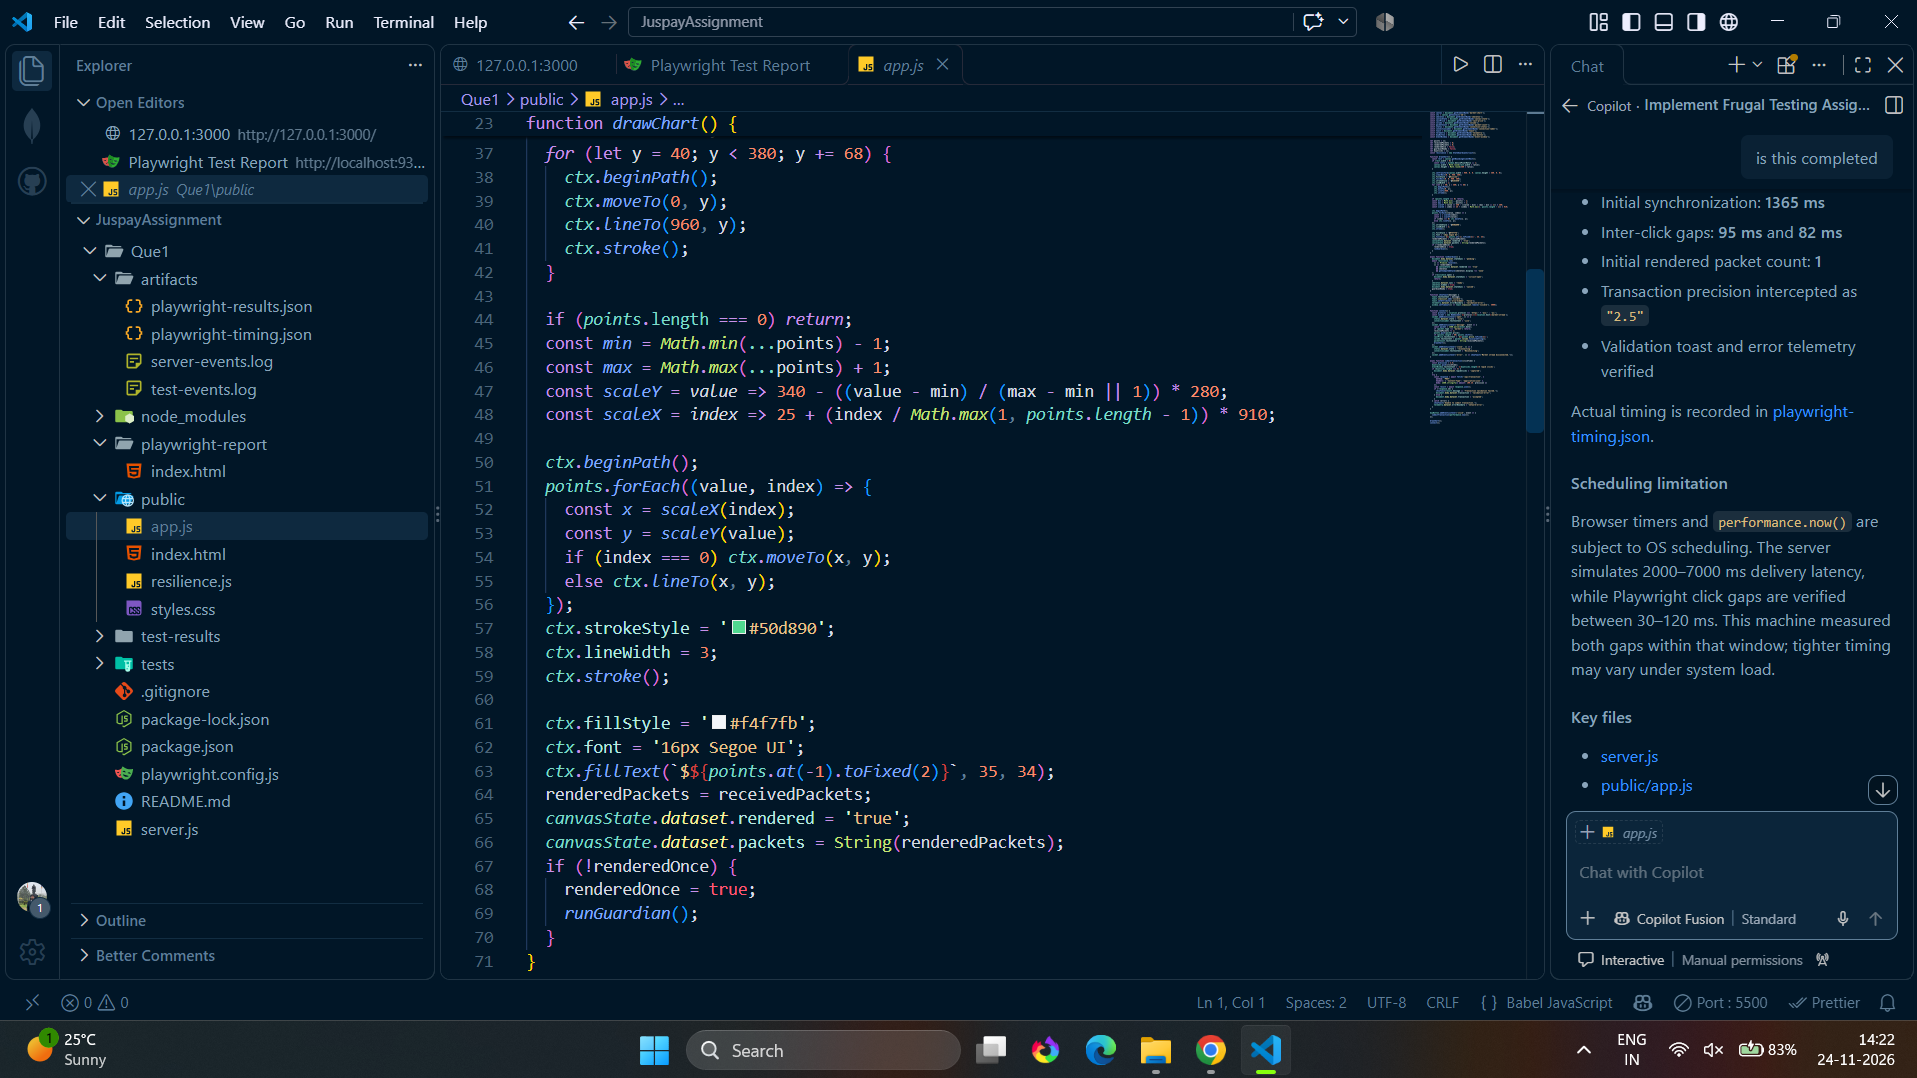 File Edit Selection View Go Run Terminal Help
JuspayAssignment
Explorer
Open Editors
127.0.0.1:3000 http://127.0.0.1:3000/
Playwright Test Report http://localhost:93...
app.js Que1\public
JuspayAssignment
Que1
artifacts
playwright-results.json
playwright-timing.json
server-events.log
test-events.log
node_modules
playwright-report
index.html
public
app.js
index.html
resilience.js
styles.css
test-results
tests
.gitignore
package-lock.json
package.json
playwright.config.js
README.md
server.js
Outline
Better Comments
1
127.0.0.1:3000
Playwright Test Report
app.js
Que1 > public > app.js > ...
23 function drawChart() {
37 for (let y = 40; y < 380; y += 68) {
38 ctx.beginPath();
39 ctx.moveTo(0, y);
40 ctx.lineTo(960, y);
41 ctx.stroke();
42 }
43
44 if (points.length === 0) return;
45 const min = Math.min(...points) - 1;
46 const max = Math.max(...points) + 1;
47 const scaleY = value => 340 - ((value - min) / (max - min || 1)) * 280;
48 const scaleX = index => 25 + (index / Math.max(1, points.length - 1)) * 910;
49
50 ctx.beginPath();
51 points.forEach((value, index) => {
52 const x = scaleX(index);
53 const y = scaleY(value);
54 if (index === 0) ctx.moveTo(x, y);
55 else ctx.lineTo(x, y);
56 });
57 ctx.strokeStyle = '#50d890';
58 ctx.lineWidth = 3;
59 ctx.stroke();
60
61 ctx.fillStyle = '#f4f7fb';
62 ctx.font = '16px Segoe UI';
63 ctx.fillText(`$${points.at(-1).toFixed(2)}`, 35, 34);
64 renderedPackets = receivedPackets;
65 canvasState.dataset.rendered = 'true';
66 canvasState.dataset.packets = String(renderedPackets);
67 if (!renderedOnce) {
68 renderedOnce = true;
69 runGuardian();
70 }
71 }
Chat
Copilot · Implement Frugal Testing Assig...
is this completed
Initial synchronization: 1365 ms
Inter-click gaps: 95 ms and 82 ms
Initial rendered packet count: 1
Transaction precision intercepted as
"2.5"
Validation toast and error telemetry
verified
Actual timing is recorded in playwright-
timing.json.
Scheduling limitation
Browser timers and performance.now() are
subject to OS scheduling. The server
simulates 2000–7000 ms delivery latency,
while Playwright click gaps are verified
between 30–120 ms. This machine measured
both gaps within that window; tighter timing
may vary under system load.
Key files
server.js
public/app.js
app.js
Chat with Copilot
Copilot Fusion | Standard
Interactive | Manual permissions
0 0
Ln 1, Col 1 Spaces: 2 UTF-8 CRLF { } Babel JavaScript Port : 5500 Prettier
1
25°C
Sunny
Search
ENG
IN
83%
14:22
24-11-2026